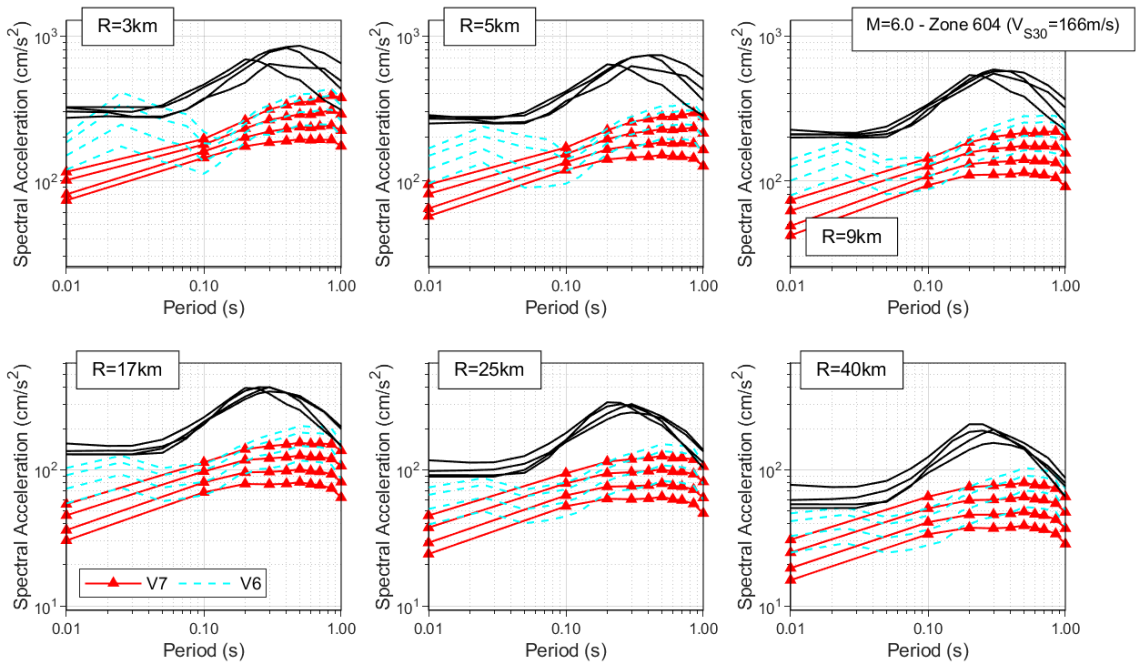 R=3km
R=5km
M=6.0 - Zone 604 (V_S30=166m/s)
Spectral Acceleration (cm/s²)
10³
10²
0.01 0.10 1.00
Period (s)
Spectral Acceleration (cm/s²)
10³
10²
0.01 0.10 1.00
Period (s)
Spectral Acceleration (cm/s²)
10³
10²
R=9km
0.01 0.10 1.00
Period (s)
R=17km
R=25km
R=40km
Spectral Acceleration (cm/s²)
10²
10¹
V7 V6
0.01 0.10 1.00
Period (s)
Spectral Acceleration (cm/s²)
10²
10¹
0.01 0.10 1.00
Period (s)
Spectral Acceleration (cm/s²)
10²
10¹
0.01 0.10 1.00
Period (s)